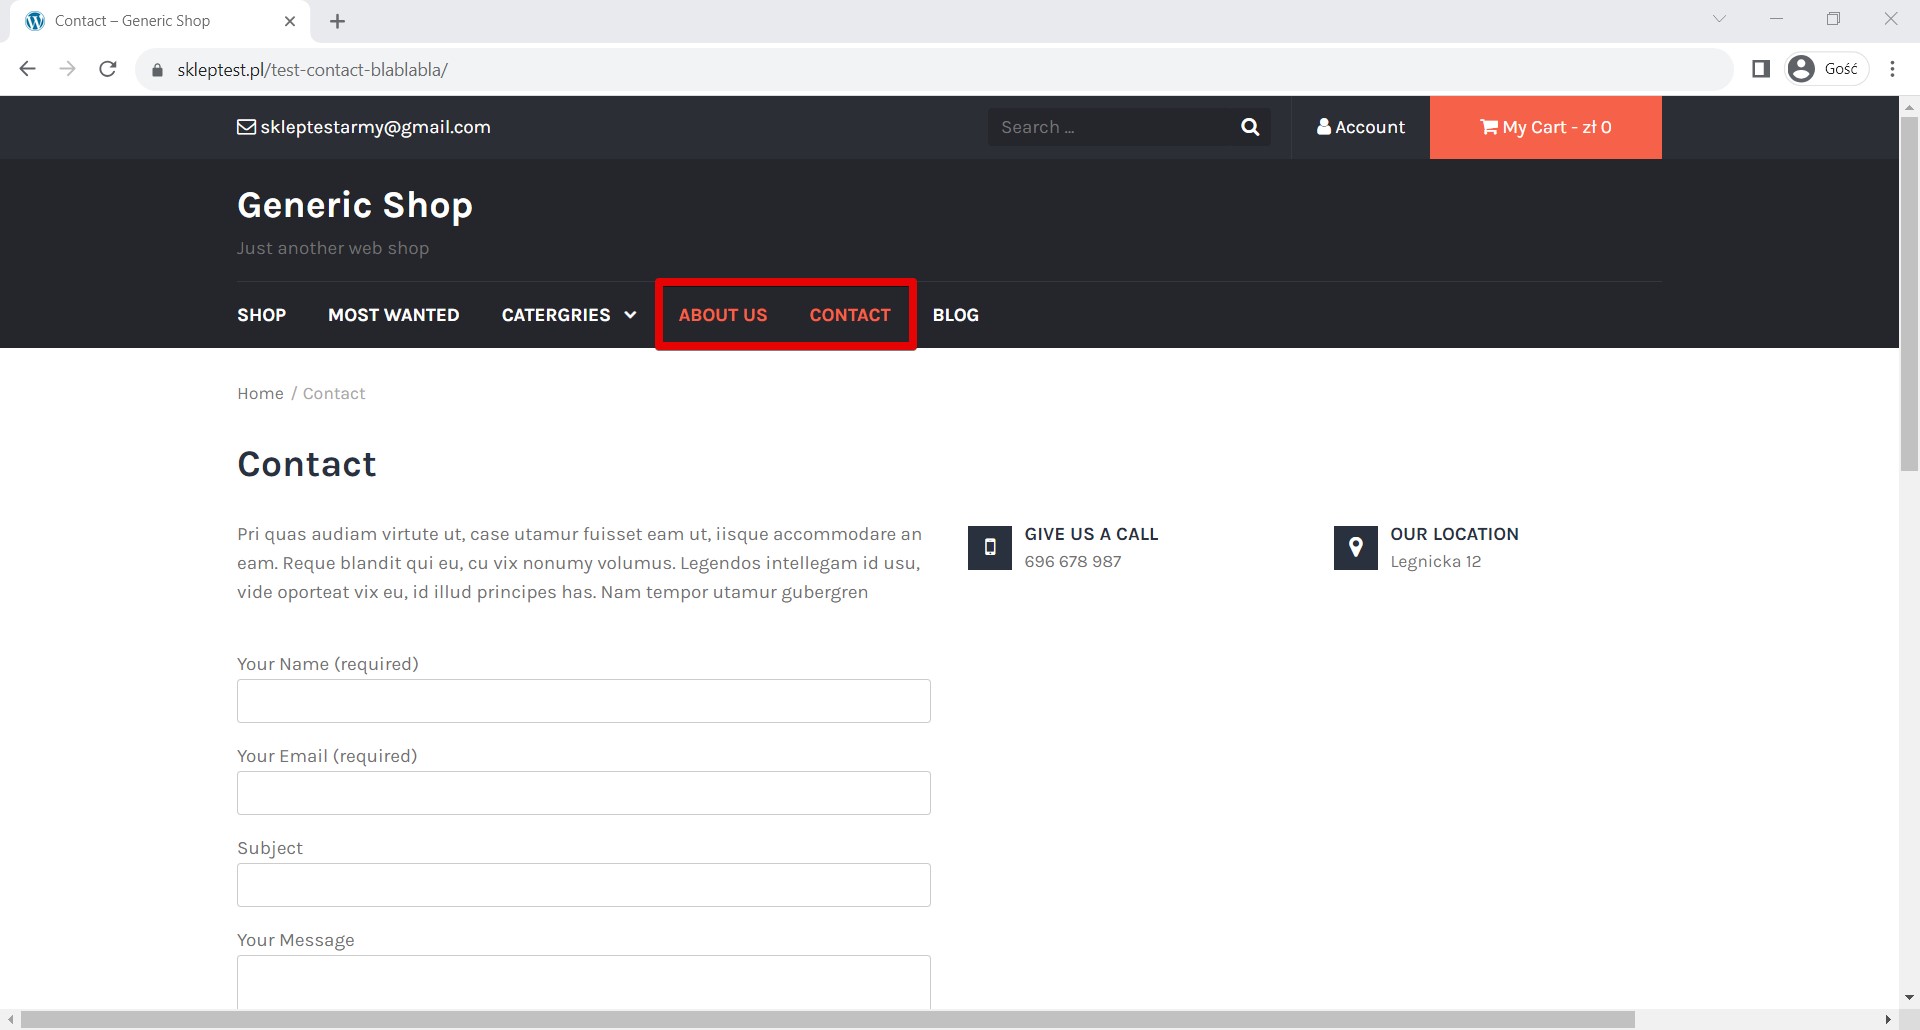 Contact – Generic Shop
skleptest.pl/test-contact-blablabla/
Gość
skleptestarmy@gmail.com
Search ...
Account
My Cart - zł 0
Generic Shop
Just another web shop
SHOP MOST WANTED CATERGRIES ABOUT US CONTACT BLOG
Home / Contact
Contact
Pri quas audiam virtute ut, case utamur fuisset eam ut, iisque accommodare an
eam. Reque blandit qui eu, cu vix nonumy volumus. Legendos intellegam id usu,
vide oporteat vix eu, id illud principes has. Nam tempor utamur gubergren
GIVE US A CALL
696 678 987
OUR LOCATION
Legnicka 12
Your Name (required)
Your Email (required)
Subject
Your Message